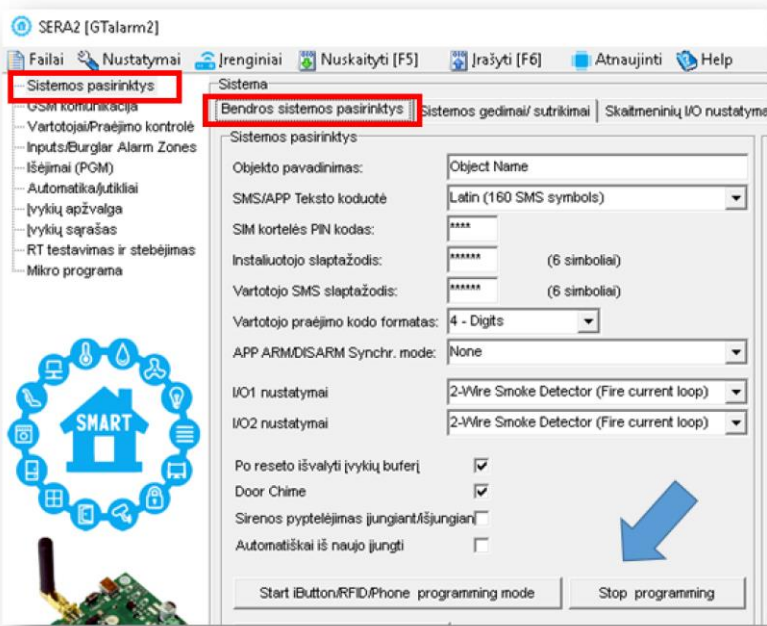 SERA2 [GTalarm2]
Failai Nustatymai Įrenginiai Nuskaityti [F5] Įrašyti [F6] Atnaujinti Help
Sistemos pasirinktys
GSM komunikacija
Vartotojai/Praėjimo kontrolė
Inputs/Burglar Alarm Zones
Išėjimai (PGM)
Automatika/jutikliai
Įvykių apžvalga
Įvykių sąrašas
RT testavimas ir stebėjimas
Mikro programa
SMART
Sistema
Bendros sistemos pasirinktys Sistemos gedimai/ sutrikimai Skaitmeninių I/O nustatyma
Sistemos pasirinktys
Objekto pavadinimas: Object Name
SMS/APP Teksto koduotė Latin (160 SMS symbols)
SIM kortelės PIN kodas: ****
Instaliuotojo slaptažodis: ****** (6 simboliai)
Vartotojo SMS slaptažodis: ****** (6 simboliai)
Vartotojo praėjimo kodo formatas: 4 - Digits
APP ARM/DISARM Synchr. mode: None
I/O1 nustatymai 2-Wire Smoke Detector (Fire current loop)
I/O2 nustatymai 2-Wire Smoke Detector (Fire current loop)
Po reseto išvalyti įvykių buferį
Door Chime
Sirenos pyptelėjimas įjungiant/išjungian
Automatiškai iš naujo įjungti
Start iButton/RFID/Phone programming mode Stop programming